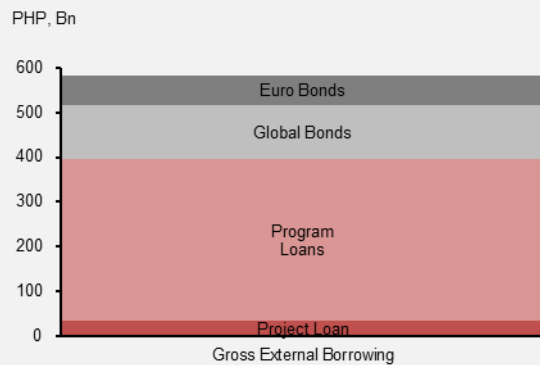 PHP, Bn
600
Euro Bonds
500
Global Bonds
400
300
Program
Loans
200
100
Project Loan
0
Gross External Borrowing